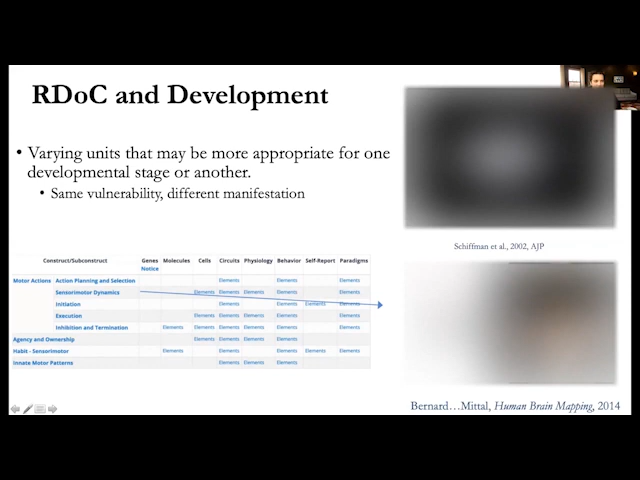 RDoC and Development
• Varying units that may be more appropriate for one
developmental stage or another.
• Same vulnerability, different manifestation
Schiffman et al., 2002, AJP
Construct/Subconstruct Genes Molecules Cells Circuits Physiology Behavior Self-Report Paradigms
Notice
Motor Actions Action Planning and Selection Elements Elements Elements
Sensorimotor Dynamics Elements Elements Elements Elements Elements
Initiation Elements Elements Elements Elements
Execution Elements Elements Elements Elements Elements
Inhibition and Termination Elements Elements Elements Elements Elements Elements
Agency and Ownership Elements Elements Elements Elements Elements
Habit - Sensorimotor Elements Elements Elements Elements Elements Elements
Innate Motor Patterns Elements Elements Elements
Bernard…Mittal, Human Brain Mapping, 2014